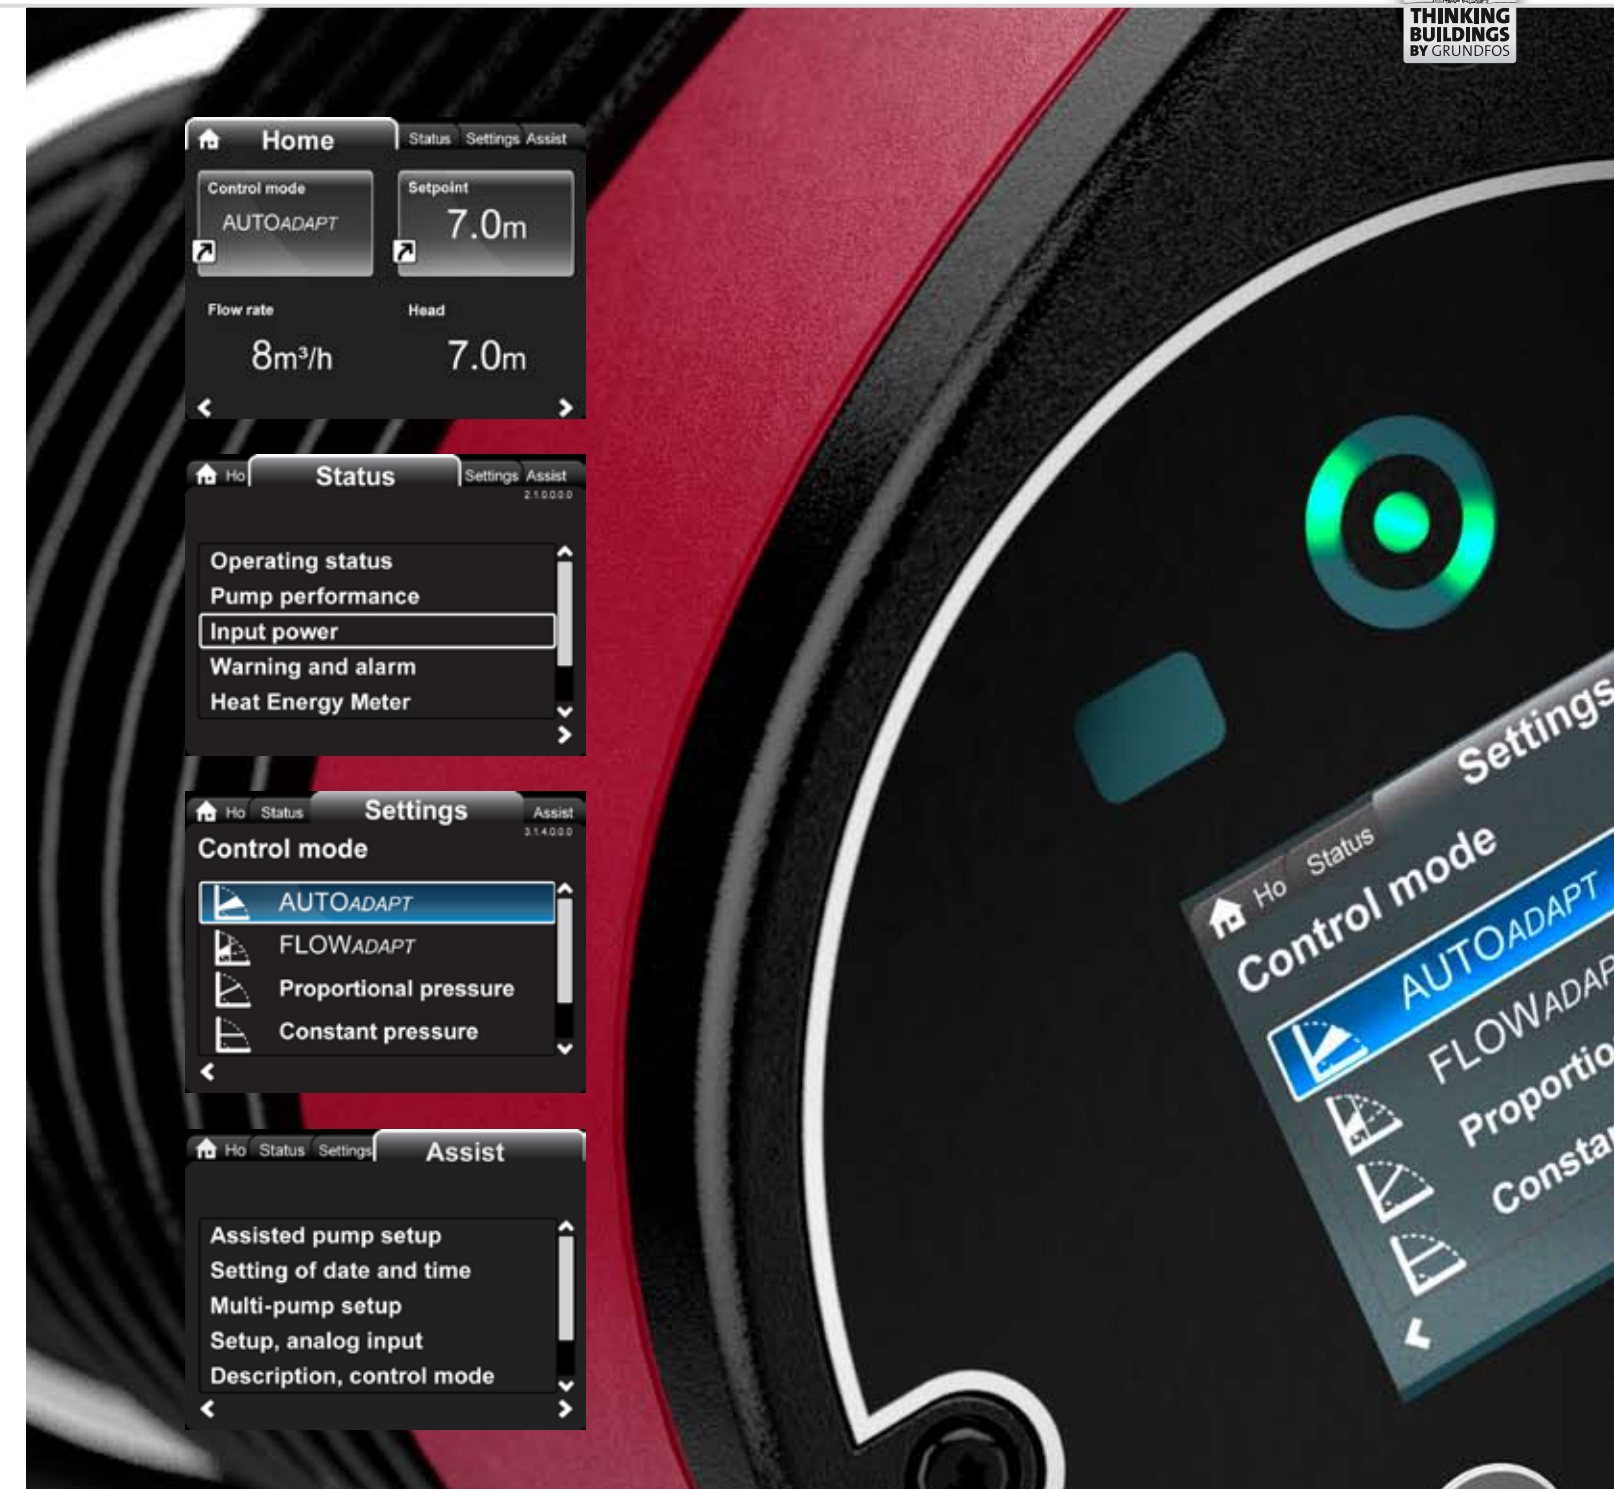 THINKING
BUILDINGS
BY GRUNDFOS
Home Status Settings Assist
Control mode Setpoint
AUTOADAPT 7.0m
Flow rate Head
8m³/h 7.0m
Ho Status Settings Assist
2.1.0.0.0.0
Operating status
Pump performance
Input power
Warning and alarm
Heat Energy Meter
Ho Status Settings Assist
3.1.4.0.0.0
Control mode
AUTOADAPT
FLOWADAPT
Proportional pressure
Constant pressure
Ho Status Settings Assist
Assisted pump setup
Setting of date and time
Multi-pump setup
Setup, analog input
Description, control mode
Ho Status Settings
Control mode
AUTOADAPT
FLOWADAP
Proportio
Consta